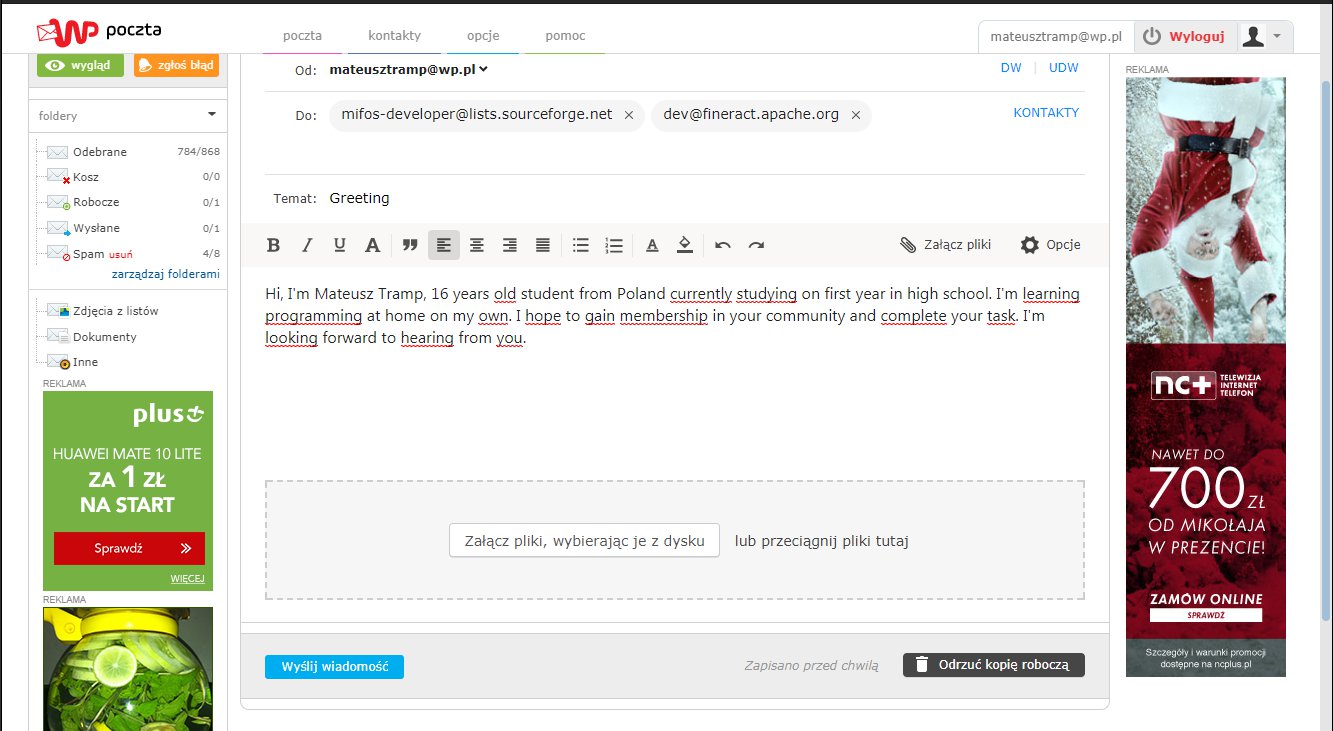 wp poczta
poczta
kontakty
opcje
pomoc
mateusztramp@wp.pl
Wyloguj
wygląd
zgłoś błąd
foldery
Odebrane 784/868
Kosz 0/0
Robocze 0/1
Wysłane 0/1
Spam usuń 4/8
zarządzaj folderami
Zdjęcia z listów
Dokumenty
Inne
REKLAMA
plus
HUAWEI MATE 10 LITE
ZA 1 ZŁ
NA START
Sprawdź
WIĘCEJ
REKLAMA
Od: mateusztramp@wp.pl
DW
UDW
Do: mifos-developer@lists.sourceforge.net × dev@fineract.apache.org ×
KONTAKTY
Temat: Greeting
B I U A
A
Załącz pliki
Opcje
Hi, I'm Mateusz Tramp, 16 years old student from Poland currently studying on first year in high school. I'm learning
programming at home on my own. I hope to gain membership in your community and complete your task. I'm
looking forward to hearing from you.
Załącz pliki, wybierając je z dysku
lub przeciągnij pliki tutaj
Wyślij wiadomość
Zapisano przed chwilą
Odrzuć kopię roboczą
REKLAMA
nc+ TELEWIZJA
INTERNET
TELEFON
NAWET DO
700 ZŁ
OD MIKOŁAJA
W PREZENCIE!
ZAMÓW ONLINE
SPRAWDŹ
Szczegóły i warunki promocji
dostępne na ncplus.pl